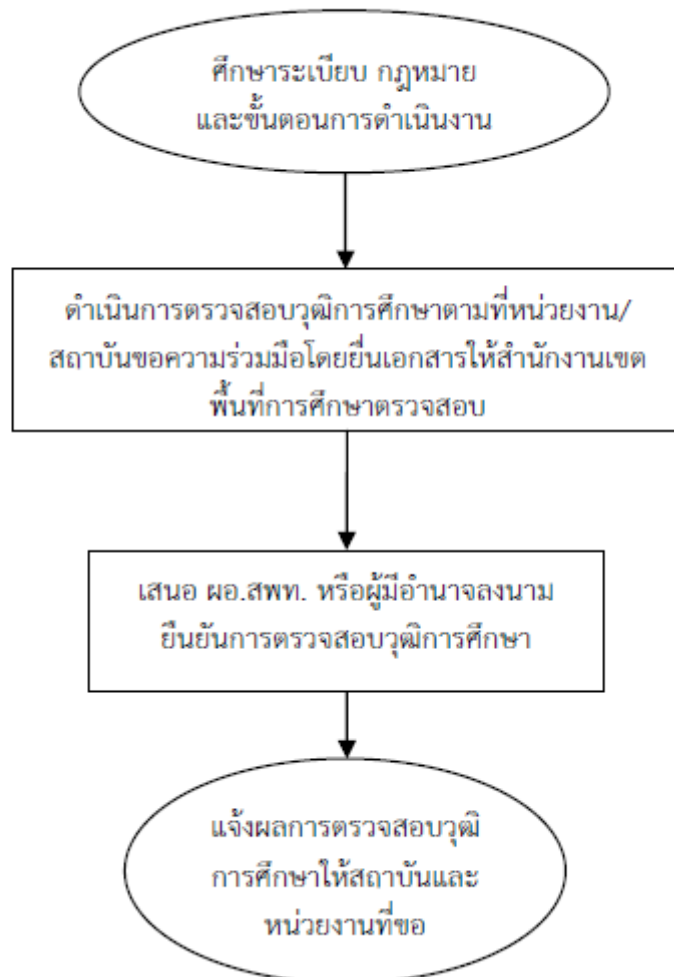 ศึกษาระเบียบ กฎหมาย
และขั้นตอนการดำเนินงาน
ดำเนินการตรวจสอบวุฒิการศึกษาตามที่หน่วยงาน/
สถาบันขอความร่วมมือโดยยื่นเอกสารให้สำนักงานเขต
พื้นที่การศึกษาตรวจสอบ
เสนอ ผอ.สพท. หรือผู้มีอำนาจลงนาม
ยืนยันการตรวจสอบวุฒิการศึกษา
แจ้งผลการตรวจสอบวุฒิ
การศึกษาให้สถาบันและ
หน่วยงานที่ขอ